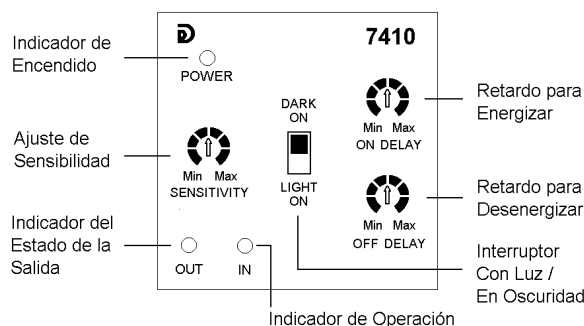 Indicador de
Encendido
Ajuste de
Sensibilidad
Indicador del
Estado de la
Salida
7410
POWER
DARK
ON
LIGHT
ON
Min Max
SENSITIVITY
Min Max
ON DELAY
Min Max
OFF DELAY
OUT IN
Retardo para
Energizar
Retardo para
Desenergizar
Interruptor
Con Luz /
En Oscuridad
Indicador de Operación